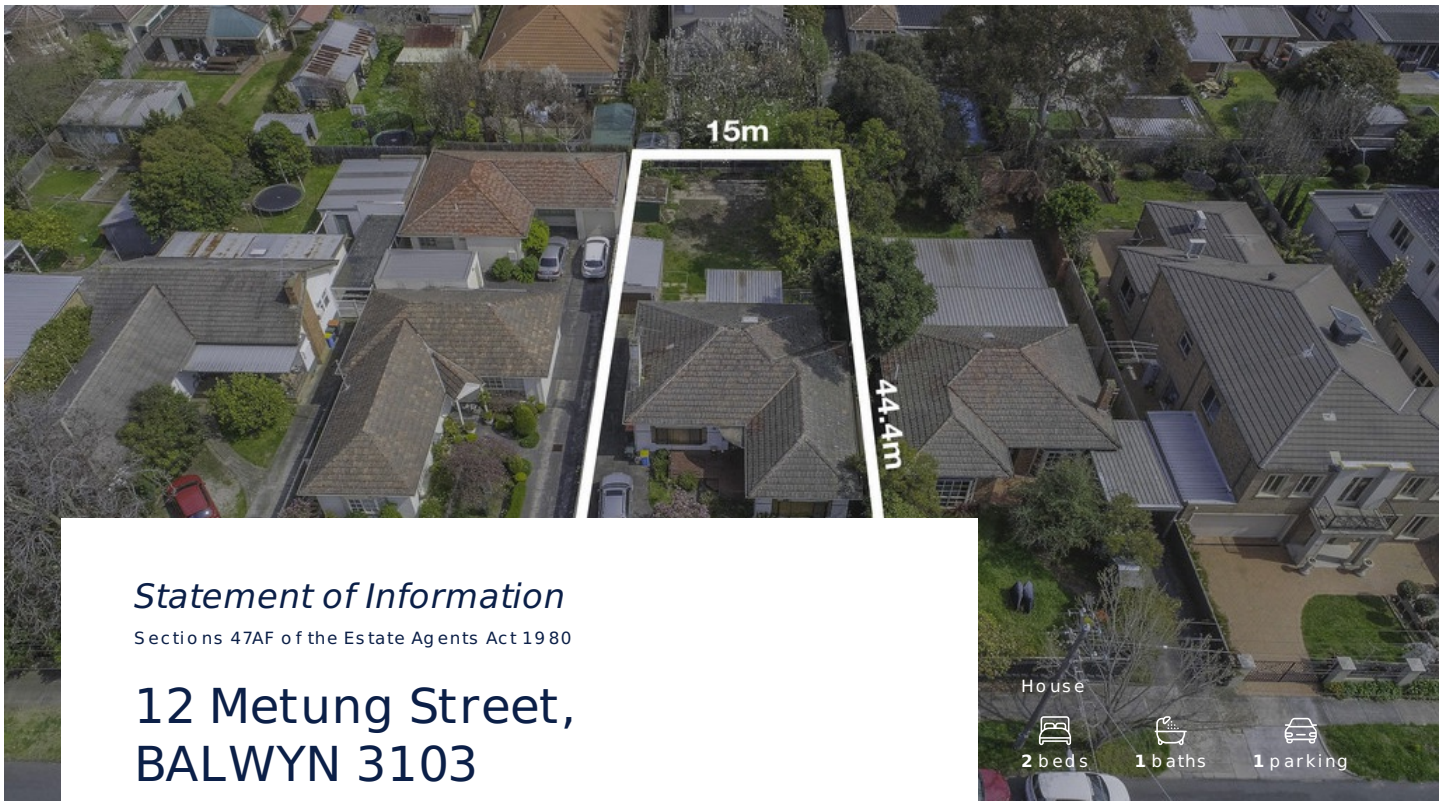 15m
44.4m
Statement of Information
Sections 47AF of the Estate Agents Act 1980
12 Metung Street,
BALWYN 3103
House
2 beds 1 baths 1 parking